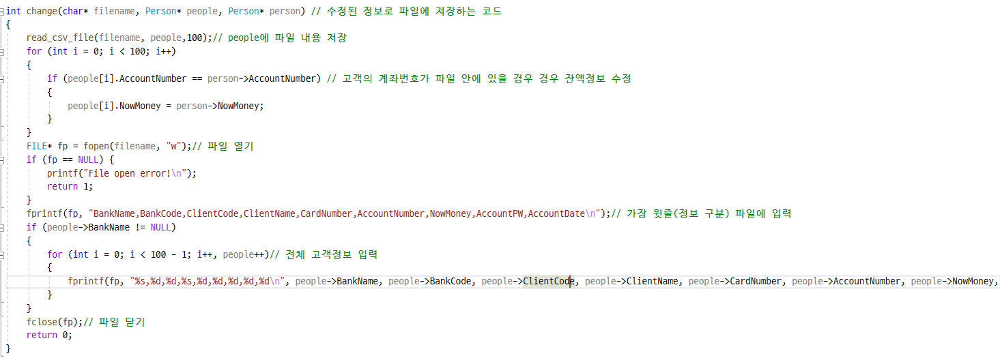 int change(char* filename, Person* people, Person* person) // 수정된 정보로 파일에 저장하는 코드
{
read_csv_file(filename, people,100);// people에 파일 내용 저장
for (int i = 0; i < 100; i++)
{
if (people[i].AccountNumber == person->AccountNumber) // 고객의 계좌번호가 파일 안에 있을 경우 경우 잔액정보 수정
{
people[i].NowMoney = person->NowMoney;
}
}
FILE* fp = fopen(filename, "w");// 파일 열기
if (fp == NULL) {
printf("File open error!\n");
return 1;
}
fprintf(fp, "BankName,BankCode,ClientCode,ClientName,CardNumber,AccountNumber,NowMoney,AccountPW,AccountDate\n");// 가장 윗줄(정보 구분) 파일에 입력
if (people->BankName != NULL)
{
for (int i = 0; i < 100 - 1; i++, people++)// 전체 고객정보 입력
{
fprintf(fp, "%s,%d,%d,%s,%d,%d,%d,%d,%d\n", people->BankName, people->BankCode, people->ClientCode, people->ClientName, people->CardNumber, people->AccountNumber, people->NowMoney,
}
}
fclose(fp);// 파일 닫기
return 0;
}